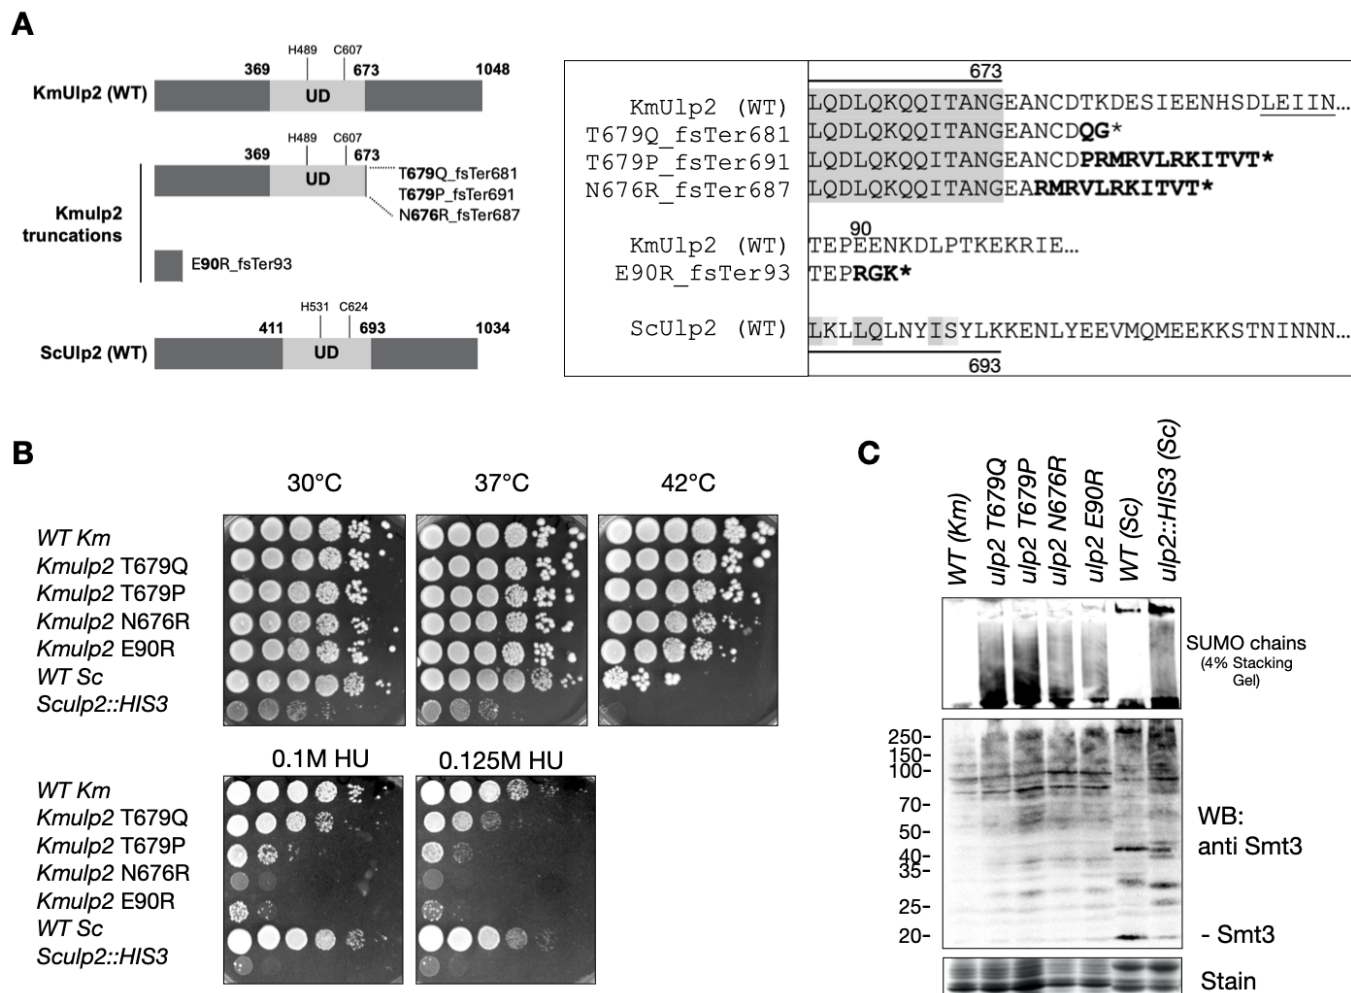 A
H489 C607
369 673 1048
KmUlp2 (WT) UD
H489 C607
369 673
UD
T679Q_fsTer681
T679P_fsTer691
N676R_fsTer687
Kmulp2
truncations
E90R_fsTer93
H531 C624
411 693 1034
ScUlp2 (WT) UD
673
KmUlp2 (WT) LQDLQKQQITANGEANCDTKDESIEENHSDLEIIN...
T679Q_fsTer681 LQDLQKQQITANGEANCDQG*
T679P_fsTer691 LQDLQKQQITANGEANCDPRMRVLRKITVT*
N676R_fsTer687 LQDLQKQQITANGEARMRVLRKITVT*
90
KmUlp2 (WT) TEPEENKDLPTKEKRIE...
E90R_fsTer93 TEPRGK*
ScUlp2 (WT) LKLLQLNYISYLKKENLYEEVMQMEEKKSTNINNN...
693
B
30°C 37°C 42°C
WT Km
Kmulp2 T679Q
Kmulp2 T679P
Kmulp2 N676R
Kmulp2 E90R
WT Sc
Sculp2::HIS3
0.1M HU 0.125M HU
WT Km
Kmulp2 T679Q
Kmulp2 T679P
Kmulp2 N676R
Kmulp2 E90R
WT Sc
Sculp2::HIS3
C
WT (Km)
ulp2 T679Q
ulp2 T679P
ulp2 N676R
ulp2 E90R
WT (Sc)
ulp2::HIS3 (Sc)
SUMO chains
(4% Stacking
Gel)
250-
150-
100-
70-
50-
40-
35-
25-
20-
WB:
anti Smt3
- Smt3
Stain